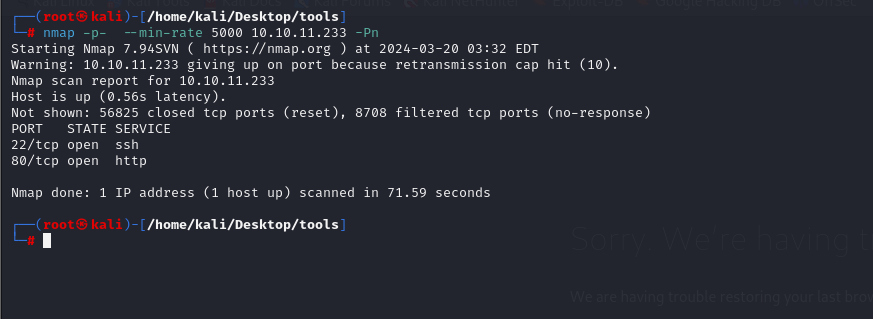 ┌──(root㉿kali)-[/home/kali/Desktop/tools]
└─# nmap -p-  --min-rate 5000 10.10.11.233 -Pn
Starting Nmap 7.94SVN ( https://nmap.org ) at 2024-03-20 03:32 EDT
Warning: 10.10.11.233 giving up on port because retransmission cap hit (10).
Nmap scan report for 10.10.11.233
Host is up (0.56s latency).
Not shown: 56825 closed tcp ports (reset), 8708 filtered tcp ports (no-response)
PORT   STATE SERVICE
22/tcp open  ssh
80/tcp open  http
Nmap done: 1 IP address (1 host up) scanned in 71.59 seconds
┌──(root㉿kali)-[/home/kali/Desktop/tools]
└─#
Sorry. We're having t
We are having trouble restoring your last brow